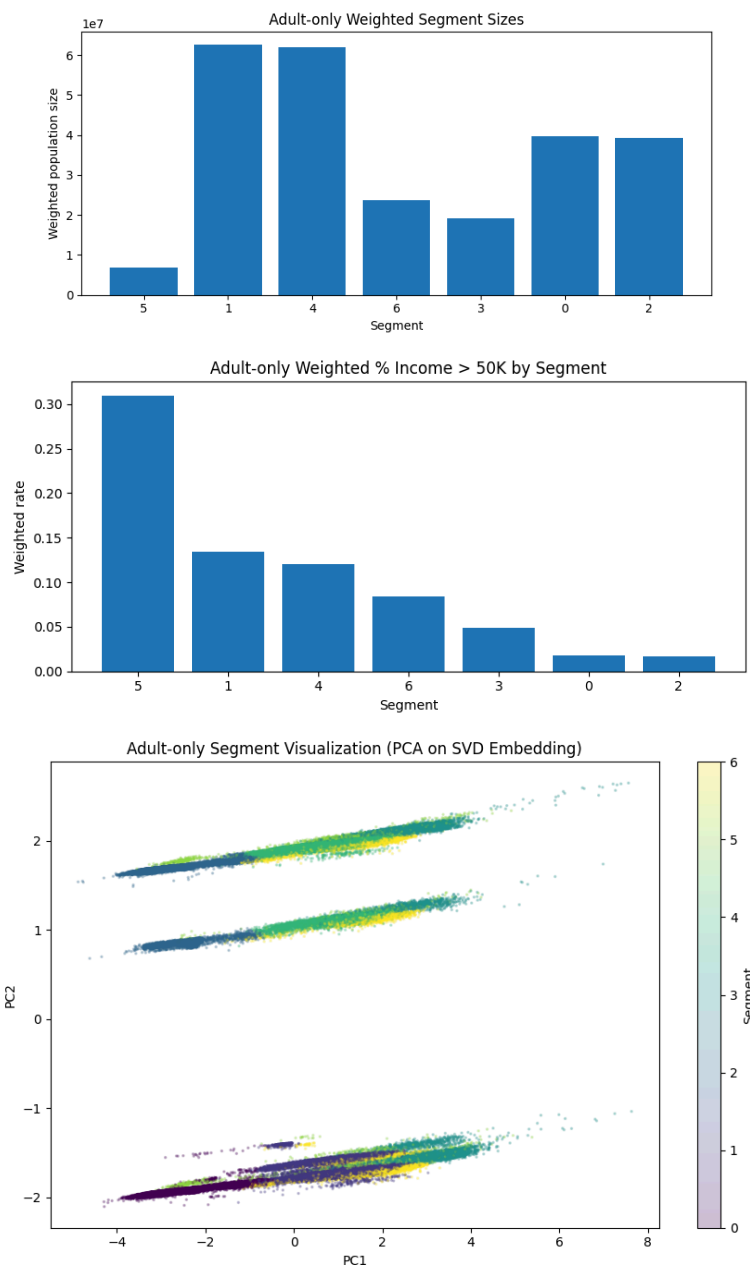 Adult-only Weighted Segment Sizes
1e7
6
5
4
3
2
1
0
Weighted population size
5 1 4 6 3 0 2
Segment
Adult-only Weighted % Income > 50K by Segment
0.30
0.25
0.20
0.15
0.10
0.05
0.00
Weighted rate
5 1 4 6 3 0 2
Segment
Adult-only Segment Visualization (PCA on SVD Embedding)
2
1
0
−1
−2
PC2
−4 −2 0 2 4 6 8
PC1
6
5
4
3
2
1
0
Segment